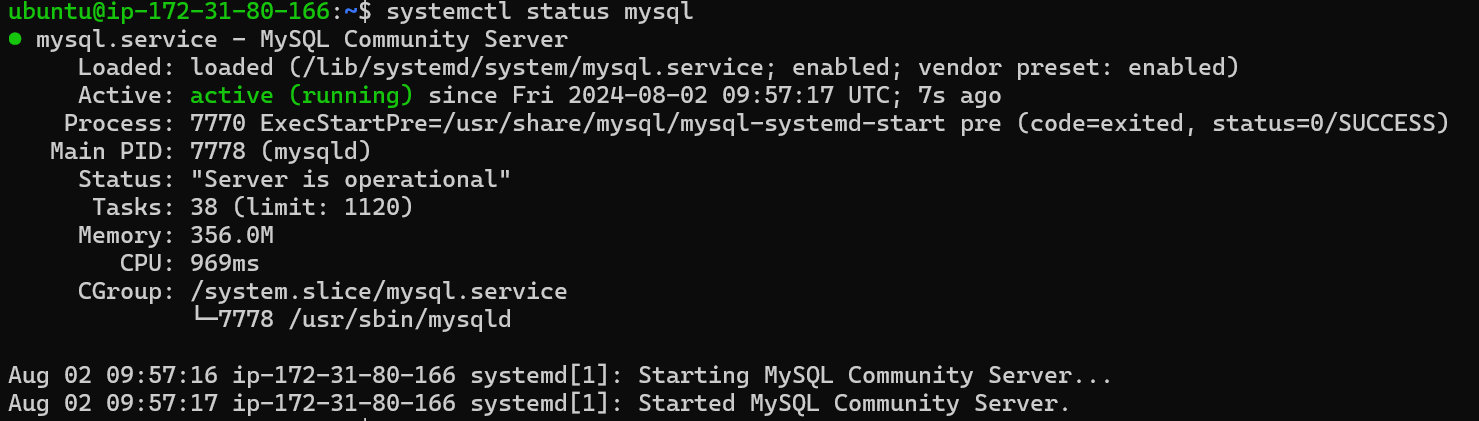 ubuntu@ip-172-31-80-166:~$ systemctl status mysql
● mysql.service - MySQL Community Server
     Loaded: loaded (/lib/systemd/system/mysql.service; enabled; vendor preset: enabled)
     Active: active (running) since Fri 2024-08-02 09:57:17 UTC; 7s ago
    Process: 7770 ExecStartPre=/usr/share/mysql/mysql-systemd-start pre (code=exited, status=0/SUCCESS)
   Main PID: 7778 (mysqld)
     Status: "Server is operational"
      Tasks: 38 (limit: 1120)
     Memory: 356.0M
        CPU: 969ms
     CGroup: /system.slice/mysql.service
             └─7778 /usr/sbin/mysqld

Aug 02 09:57:16 ip-172-31-80-166 systemd[1]: Starting MySQL Community Server...
Aug 02 09:57:17 ip-172-31-80-166 systemd[1]: Started MySQL Community Server.